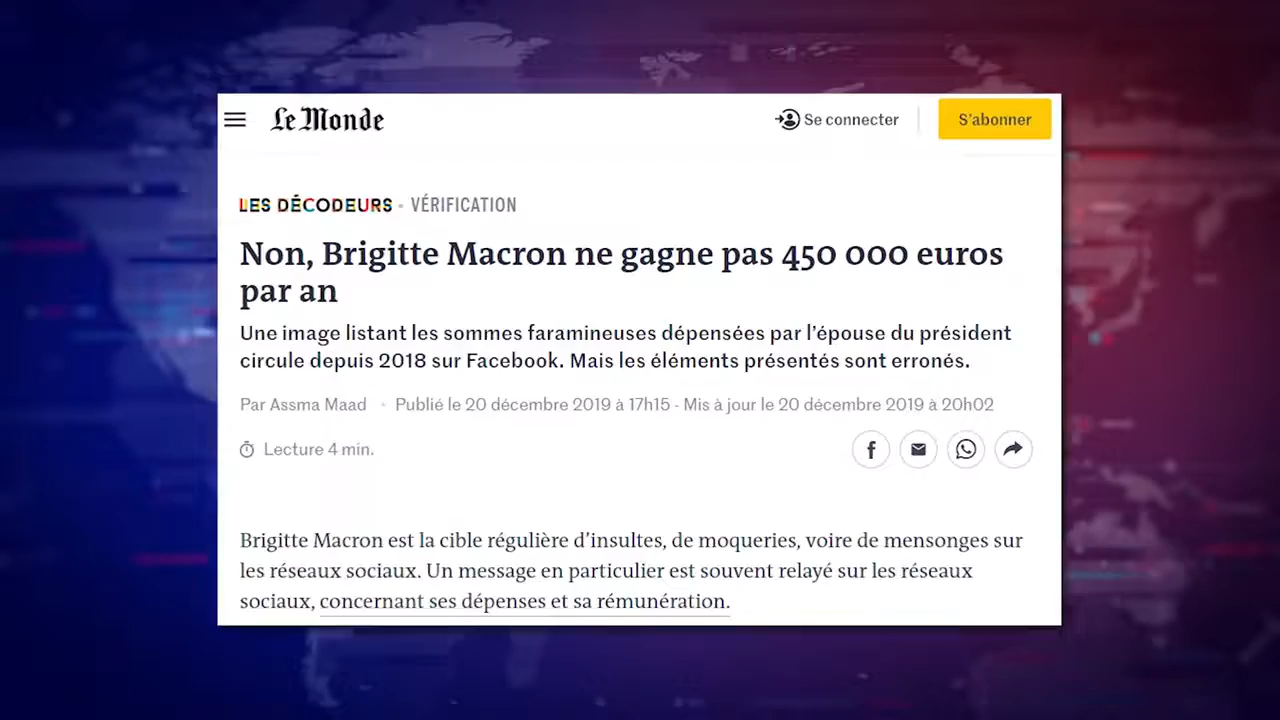 Le Monde
Se connecter
S'abonner
LES DÉCODEURS • VÉRIFICATION
Non, Brigitte Macron ne gagne pas 450 000 euros
par an
Une image listant les sommes faramineuses dépensées par l'épouse du président
circule depuis 2018 sur Facebook. Mais les éléments présentés sont erronés.
Par Assma Maad • Publié le 20 décembre 2019 à 17h15 - Mis à jour le 20 décembre 2019 à 20h02
Lecture 4 min.
Brigitte Macron est la cible régulière d'insultes, de moqueries, voire de mensonges sur
les réseaux sociaux. Un message en particulier est souvent relayé sur les réseaux
sociaux, concernant ses dépenses et sa rémunération.